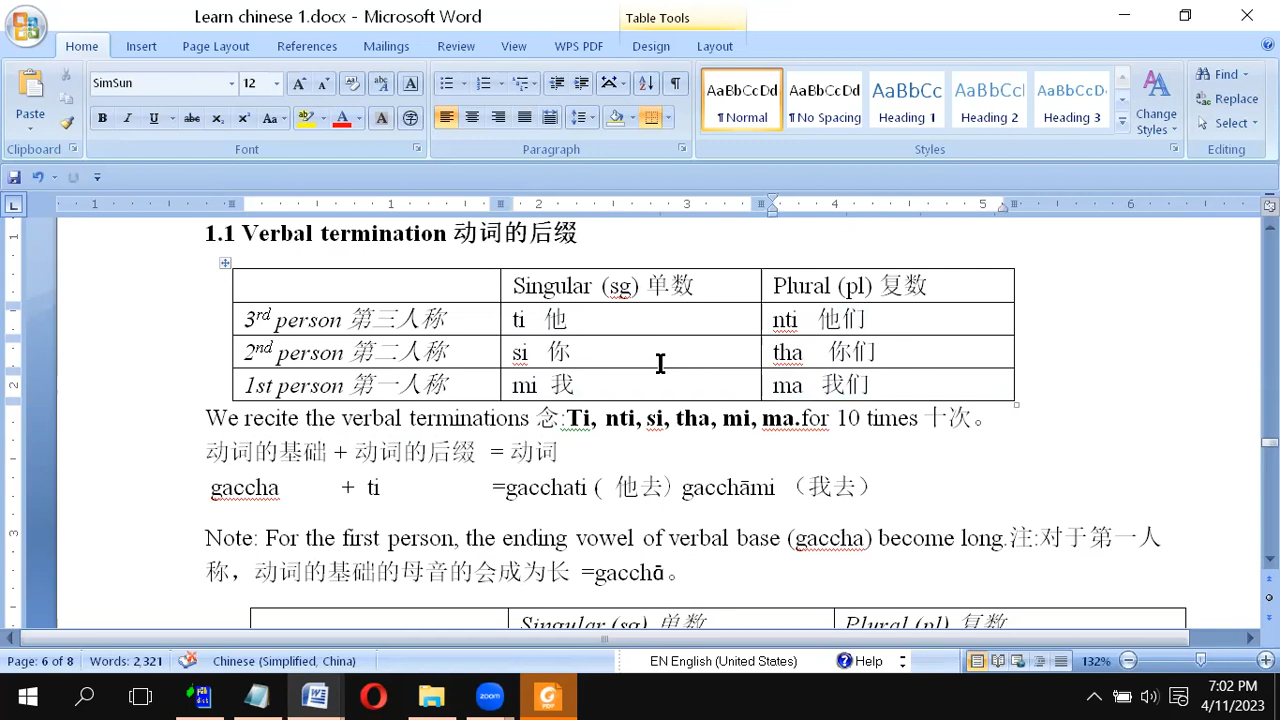 Learn chinese 1.docx - Microsoft Word
Table Tools
Home Insert Page Layout References Mailings Review View WPS PDF Design Layout
SimSun 12
Paste
AaBbCcDd AaBbCcDd AaBbCc AaBbCcI AaBbCcDd
¶ Normal ¶ No Spacing Heading 1 Heading 2 Heading 3
Change Styles
Find
Replace
Select
Clipboard Font Paragraph Styles Editing
1.1 Verbal termination 动词的后缀
Singular (sg) 单数 Plural (pl) 复数
3rd person 第三人称 ti 他 nti 他们
2nd person 第二人称 si 你 tha 你们
1st person 第一人称 mi 我 ma 我们
We recite the verbal terminations 念:Ti, nti, si, tha, mi, ma.for 10 times 十次。
动词的基础 + 动词的后缀 = 动词
gaccha + ti =gacchati ( 他去） gacchāmi （我去）
Note: For the first person, the ending vowel of verbal base (gaccha) become long.注:对于第一人
称，动词的基础的母音的会成为长 =gacchā。
Singular (sg) 单数 Plural (pl) 复数
Page: 6 of 8 Words: 2,321 Chinese (Simplified, China) EN English (United States) Help 132%
zoom
7:02 PM
4/11/2023